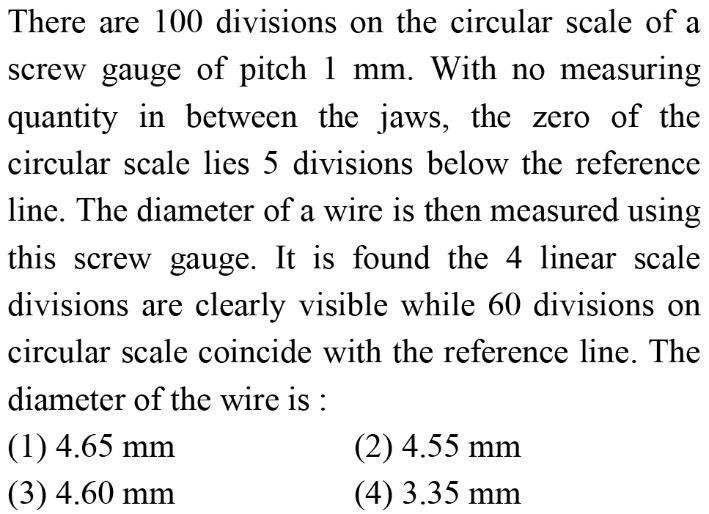 There are 100 divisions on the circular scale of a
screw gauge of pitch 1 mm. With no measuring
quantity in between the jaws, the zero of the
circular scale lies 5 divisions below the reference
line. The diameter of a wire is then measured using
this screw gauge. It is found the 4 linear scale
divisions are clearly visible while 60 divisions on
circular scale coincide with the reference line. The
diameter of the wire is :
(1) 4.65 mm (2) 4.55 mm
(3) 4.60 mm (4) 3.35 mm